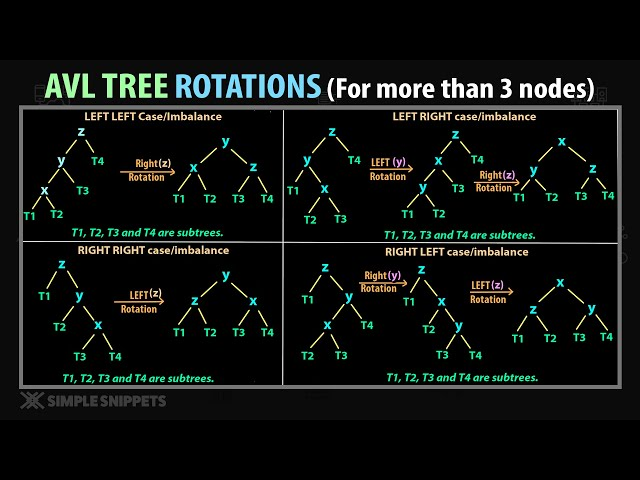 AVL TREE ROTATIONS (For more than 3 nodes)
LEFT LEFT Case/Imbalance
z
y
T4
x
T3
T1 T2
Right(z)
Rotation
y
x z
T1 T2 T3 T4
T1, T2, T3 and T4 are subtrees.
LEFT RIGHT case/imbalance
z
y
T4
T1 x
T2 T3
LEFT (y)
Rotation
z
x
T4
y
T3
T1 T2
Right(z)
Rotation
x
y z
T1 T2 T3 T4
T1, T2, T3 and T4 are subtrees.
RIGHT RIGHT case/imbalance
z
T1 y
T2 x
T3 T4
LEFT(z)
Rotation
y
z x
T1 T2 T3 T4
T1, T2, T3 and T4 are subtrees.
RIGHT LEFT case/imbalance
z
T1 y
x T4
T2 T3
Right(y)
Rotation
z
T1 x
T2 y
T3 T4
LEFT(z)
Rotation
x
z y
T1 T2 T3 T4
T1, T2, T3 and T4 are subtrees.
SIMPLE SNIPPETS